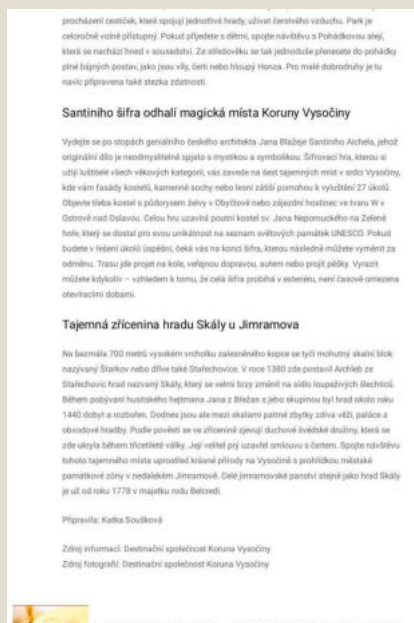 procházení cestiček, které spojují jednotlivé hrady, užívat čerstvého vzduchu. Park je
celoročně volně přístupný. Pokud přijedete s dětmi, spojte návštěvu s Pohádkovou alejí,
která se nachází hned v sousedství. Ze středověku se tak jednoduše přenesete do pohádky
plné bájných postav, jako jsou víly, čerti nebo hloupý Honza. Pro malé dobrodruhy je tu
navíc připravena také stezka zdatnosti.
Santiniho šifra odhalí magická místa Koruny Vysočiny
Vydejte se po stopách geniálního českého architekta Jana Blažeje Santiniho Aichela, jehož
originální dílo je neodmyslitelně spjato s mystikou a symbolikou. Šifrovací hra, kterou si
užijí luštitelé všech věkových kategorií, vás zavede na šest tajemných míst v srdci Vysočiny,
kde vám fasády kostelů, kamenné sochy nebo lesní zátiší pomohou k vyluštění 27 úkolů.
Objevíte třeba kostel s půdorysem želvy v Obyčtově nebo zájezdní hostinec ve tvaru W v
Ostrově nad Oslavou. Celou hru uzavírá poutní kostel sv. Jana Nepomuckého na Zelené
hoře, který se dostal pro svou unikátnost na seznam světových památek UNESCO. Pokud
budete v řešení úkolů úspěšní, čeká vás na konci šifra, kterou následně můžete vyměnit za
odměnu. Trasu jde projet na kole, veřejnou dopravou, autem nebo projít pěšky. Vyrazit
můžete kdykoliv – vzhledem k tomu, že celá šifra probíhá v exteriéru, není časově omezena
otevíracími dobami.
Tajemná zřícenina hradu Skály u Jimramova
Na bezmála 700 metrů vysokém vrcholku zalesněného kopce se tyčí mohutný skalní blok
nazývaný Štarkov nebo dříve také Stařechovice. V roce 1380 zde postavil Archleb ze
Stařechovic hrad nazvaný Skály, který se velmi brzy změnil na sídlo loupeživých šlechticů.
Během pobývaní husitského hejtmana Jana z Břežan s jeho skupinou byl hrad okolo roku
1440 dobyt a rozbořen. Dodnes jsou ale mezi skalami patrné zbytky zdiva věží, paláce a
obvodové hradby. Podle pověsti se ve zřícenině zjevují duchové švédské družiny, která se
zde ukryla během třicetileté války. Její velitel prý uzavřel smlouvu s čertem. Spojte návštěvu
tohoto tajemného místa uprostřed krásné přírody na Vysočině s prohlídkou městské
památkové zóny v nedalekém Jimramově. Celé jimramovské panství stejně jako hrad Skály
je už od roku 1778 v majetku rodu Belcredi.
Připravila: Katka Soušková
Zdroj informací: Destinační společnost Koruna Vysočiny
Zdroj fotografií: Destinační společnost Koruna Vysočiny